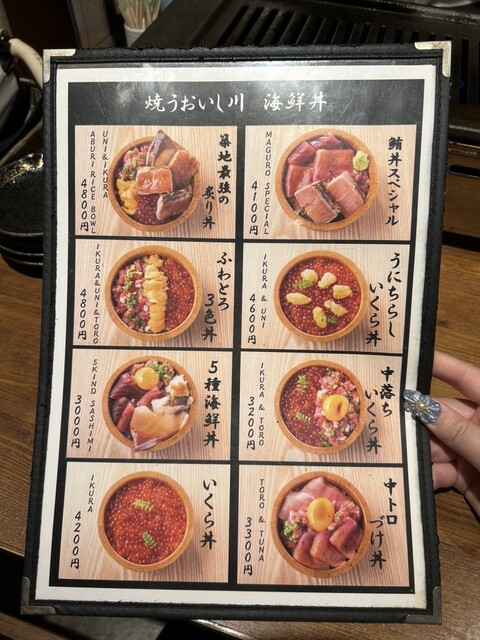 焼うおいし川 海鮮丼
築地最強の
炙り丼
UNI&IKURA
ABURI RICE BOWL
4800円
鮪丼スペシャル
MAGURO SPECIAL
4100円
ふわとろ
3色丼
IKURA&UNI&TORO
4800円
うにちらし
いくら丼
IKURA & UNI
4600円
5種海鮮丼
5KIND SASHIMI
3000円
中落ち
いくら丼
IKURA & TORO
3200円
いくら丼
IKURA
4200円
中トロ
づけ丼
TORO & TUNA
3300円